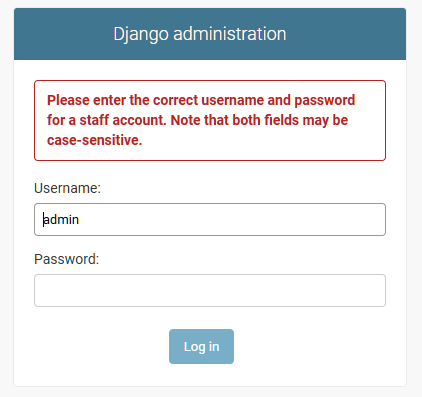 Django administration
Please enter the correct username and password
for a staff account. Note that both fields may be
case-sensitive.
Username:
admin
Password:
Log in